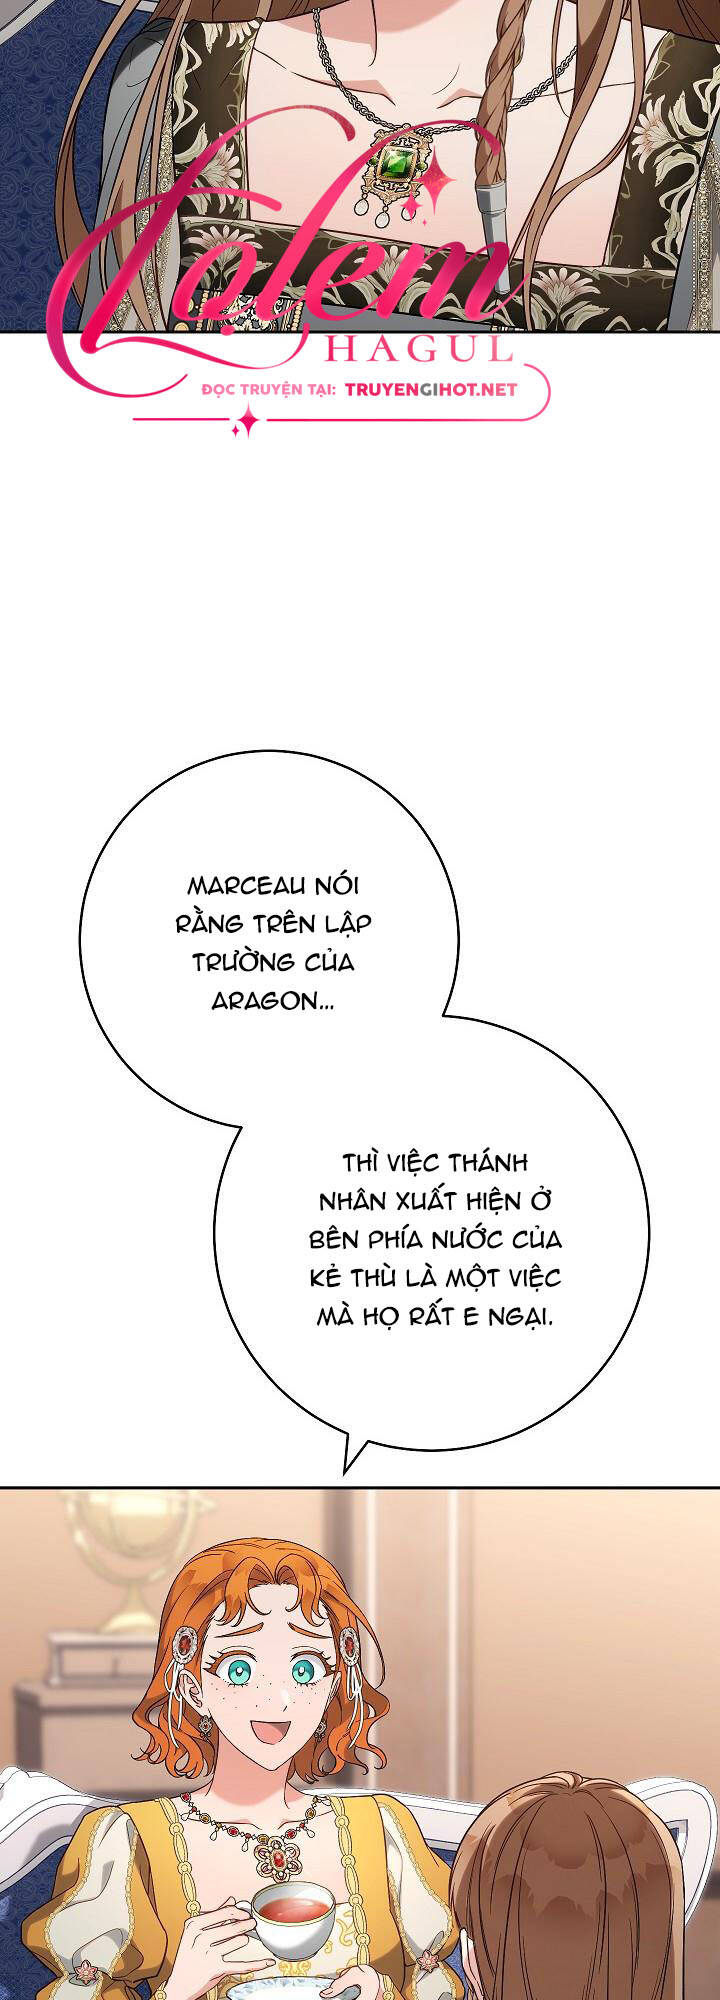 Lolem
HAGUL
ĐỌC TRUYỆN TẠI: TRUYENGIHOT.NET
MARCEAU NÓI
RẰNG TRÊN LẬP
TRƯỜNG CỦA
ARAGON...
THÌ VIỆC THÁNH
NHÂN XUẤT HIỆN Ở
BÊN PHÍA NƯỚC CỦA
KẺ THÙ LÀ MỘT VIỆC
MÀ HỌ RẤT E NGẠI.